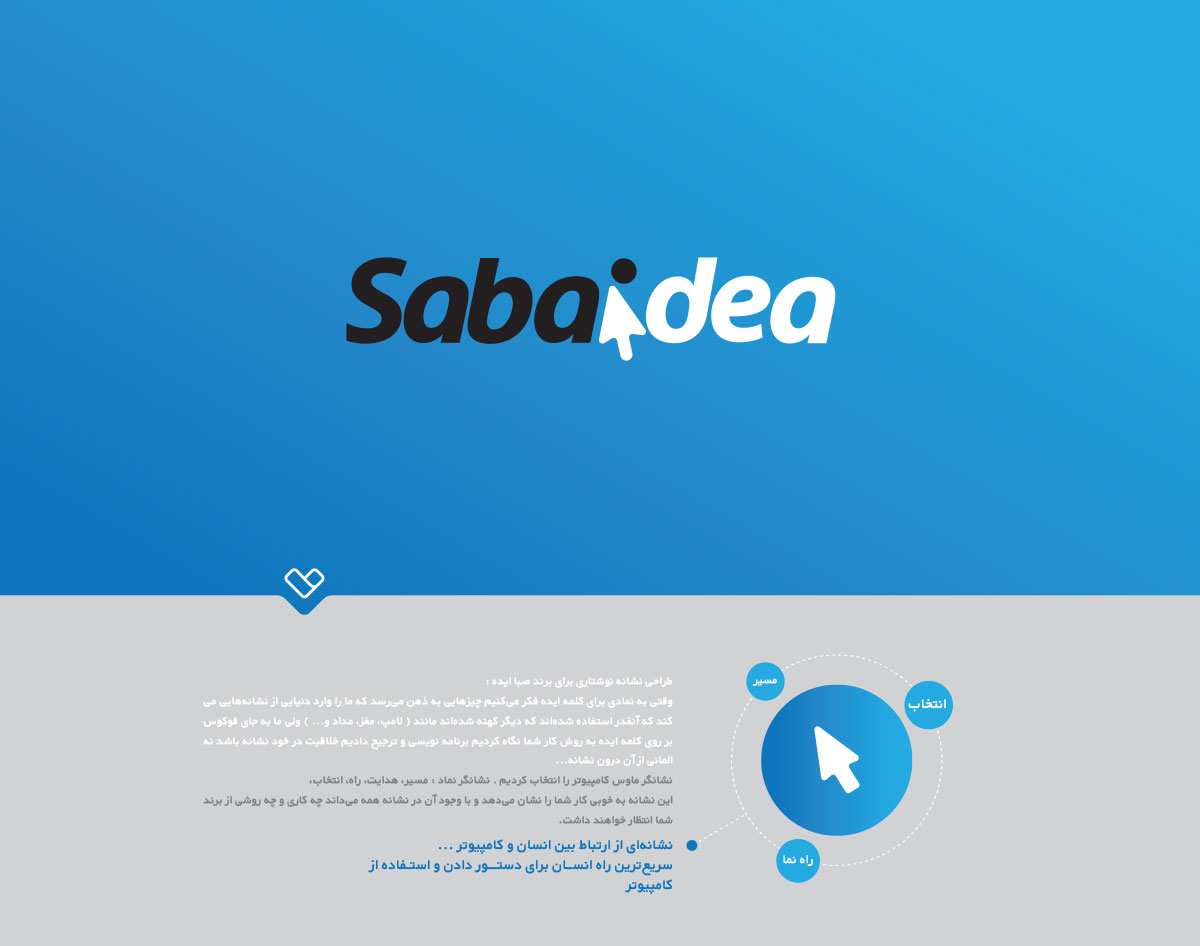 Sabaidea
طراحی نشانه نوشتاری برای برند صبا ایده :
وقتی به نمادی برای کلمه ایده فکر می‌کنیم چیزهایی به ذهن می‌رسد که ما را وارد دنیایی از نشانه‌هایی می
کند که آنقدر استفاده شده‌اند که دیگر کهنه شده‌اند مانند ( لامپ، مغز، مداد و... ) ولی ما به جای فوکوس
بر روی کلمه ایده به روش کار شما نگاه کردیم برنامه نویسی و ترجیح دادیم خلاقیت در خود نشانه باشد نه
المانی از آن درون نشانه...
نشانگر ماوس کامپیوتر را انتخاب کردیم . نشانگر نماد : مسیر، هدایت، راه، انتخاب،
این نشانه به خوبی کار شما را نشان می‌دهد و با وجود آن در نشانه همه می‌داند چه کاری و چه روشی از برند
شما انتظار خواهند داشت.
نشانه‌ای از ارتباط بین انسان و کامپیوتر ...
سریع‌ترین راه انســان برای دستــور دادن و استـفاده از
کامپیوتر
مسیر
انتخاب
راه نما